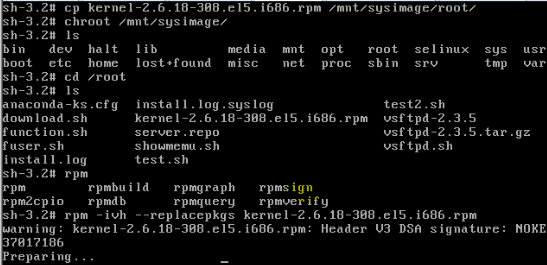 sh-3.2# cp kernel-2.6.18-308.el5.i686.rpm /mnt/sysimage/root/
sh-3.2# chroot /mnt/sysimage/
sh-3.2# ls
bin dev halt lib media mnt opt root selinux sys usr
boot etc home lost+found misc net proc sbin srv tmp var
sh-3.2# cd /root
sh-3.2# ls
anaconda-ks.cfg install.log.syslog test2.sh
download.sh kernel-2.6.18-308.el5.i686.rpm vsftpd-2.3.5
function.sh server.repo vsftpd-2.3.5.tar.gz
fuser.sh showmemu.sh vsftpd.sh
install.log test.sh
sh-3.2# rpm
rpm rpmbuild rpmgraph rpmsign
rpm2cpio rpmdb rpmquery rpmverify
sh-3.2# rpm -ivh --replacepkgs kernel-2.6.18-308.el5.i686.rpm
warning: kernel-2.6.18-308.el5.i686.rpm: Header V3 DSA signature: NOKE
37017186
Preparing... _